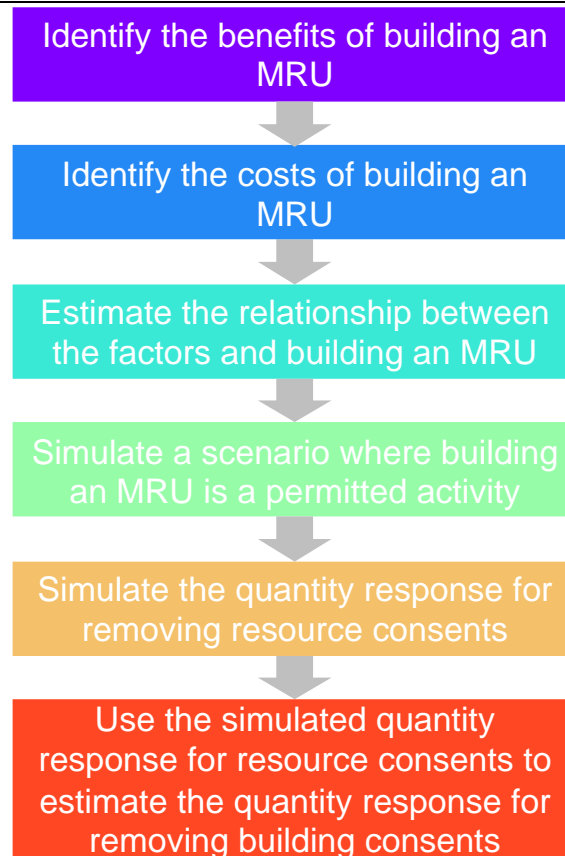 Identify the benefits of building an
MRU
Identify the costs of building an
MRU
Estimate the relationship between
the factors and building an MRU
Simulate a scenario where building
an MRU is a permitted activity
Simulate the quantity response for
removing resource consents
Use the simulated quantity
response for resource consents to
estimate the quantity response for
removing building consents